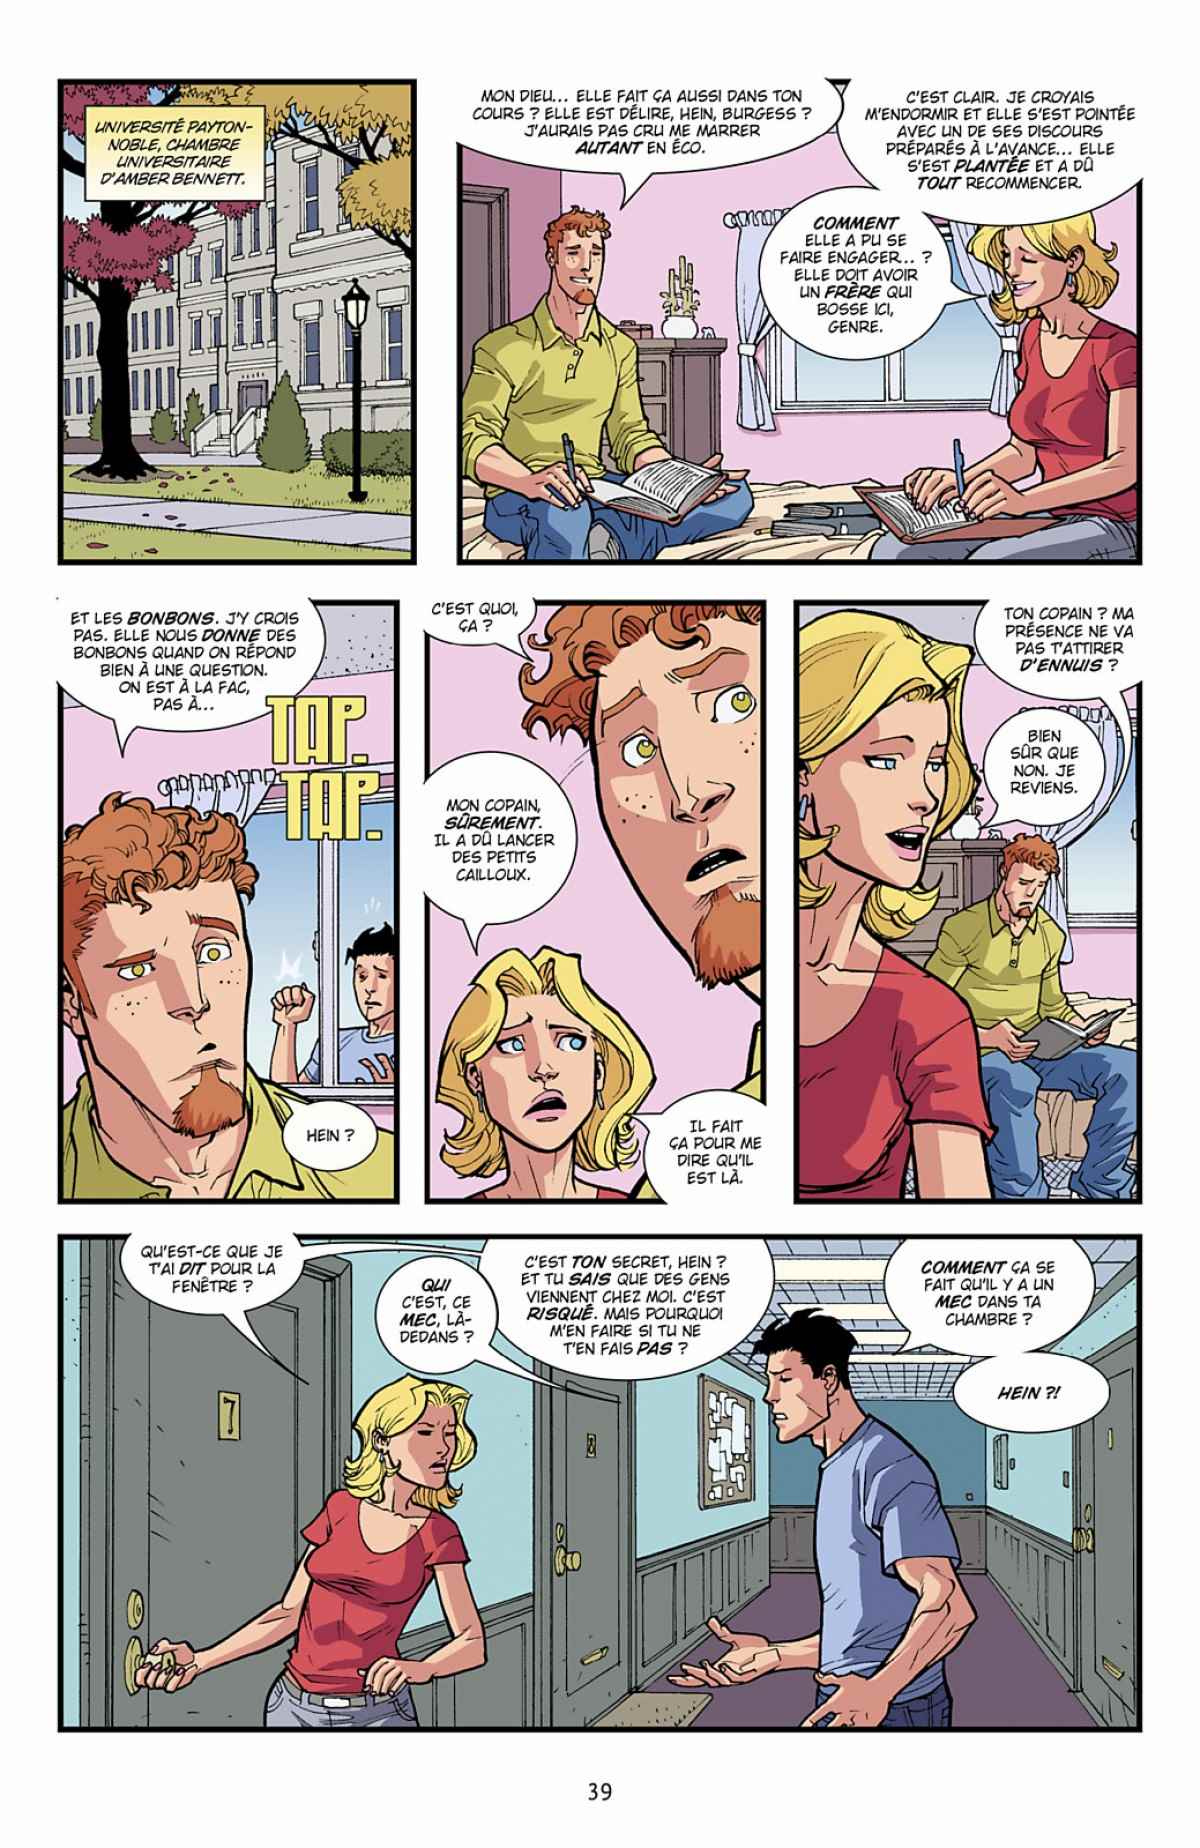 UNIVERSITÉ PAYTON-
NOBLE, CHAMBRE
UNIVERSITAIRE
D'AMBER BENNETT.
MON DIEU... ELLE FAIT ÇA AUSSI DANS TON
COURS ? ELLE EST DÉLIRE, HEIN, BURGESS ?
J'AURAIS PAS CRU ME MARRER
AUTANT EN ÉCO.
C'EST CLAIR. JE CROYAIS
M'ENDORMIR ET ELLE S'EST POINTÉE
AVEC UN DE SES DISCOURS
PRÉPARÉS À L'AVANCE... ELLE
S'EST PLANTÉE ET A DÛ
TOUT RECOMMENCER.
COMMENT
ELLE A PU SE
FAIRE ENGAGER... ?
ELLE DOIT AVOIR
UN FRÈRE QUI
BOSSE ICI,
GENRE.
ET LES BONBONS. J'Y CROIS
PAS. ELLE NOUS DONNE DES
BONBONS QUAND ON RÉPOND
BIEN À UNE QUESTION.
ON EST À LA FAC,
PAS À...
TAP.
TAP.
HEIN ?
C'EST QUOI,
ÇA ?
MON COPAIN,
SÛREMENT.
IL A DÛ LANCER
DES PETITS
CAILLOUX.
IL FAIT
ÇA POUR ME
DIRE QU'IL
EST LÀ.
TON COPAIN ? MA
PRÉSENCE NE VA
PAS T'ATTIRER
D'ENNUIS ?
BIEN
SÛR QUE
NON. JE
REVIENS.
QU'EST-CE QUE JE
T'AI DIT POUR LA
FENÊTRE ?
QUI
C'EST, CE
MEC, LÀ-
DEDANS ?
C'EST TON SECRET, HEIN ?
ET TU SAIS QUE DES GENS
VIENNENT CHEZ MOI. C'EST
RISQUÉ. MAIS POURQUOI
M'EN FAIRE SI TU NE
T'EN FAIS PAS ?
COMMENT ÇA SE
FAIT QU'IL Y A UN
MEC DANS TA
CHAMBRE ?
HEIN ?!
7
8
39